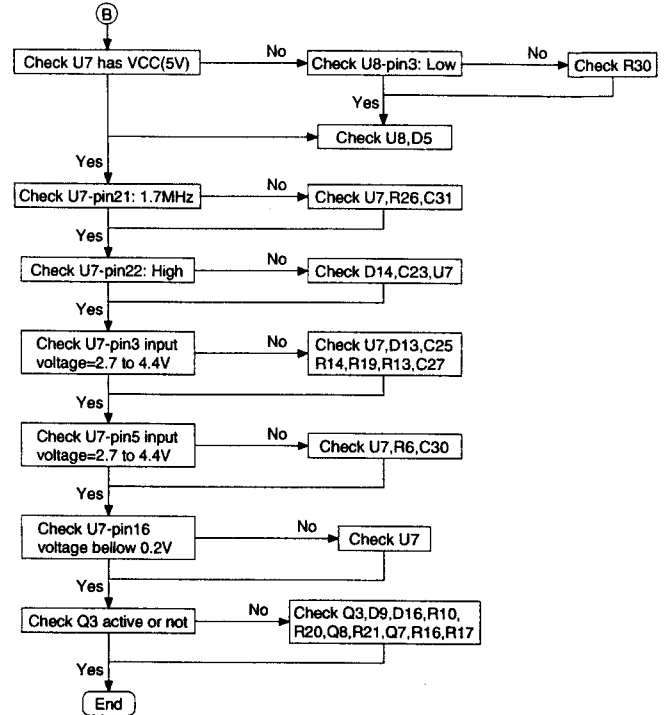 B
Check U7 has VCC(5V)
No
Check U8-pin3: Low
No
Check R30
Yes
Check U8,D5
Yes
Check U7-pin21: 1.7MHz
No
Check U7,R26,C31
Yes
Check U7-pin22: High
No
Check D14,C23,U7
Yes
Check U7-pin3 input
voltage=2.7 to 4.4V
No
Check U7,D13,C25
R14,R19,R13,C27
Yes
Check U7-pin5 input
voltage=2.7 to 4.4V
No
Check U7,R6,C30
Yes
Check U7-pin16
voltage bellow 0.2V
No
Check U7
Yes
Check Q3 active or not
No
Check Q3,D9,D16,R10,
R20,Q8,R21,Q7,R16,R17
Yes
End